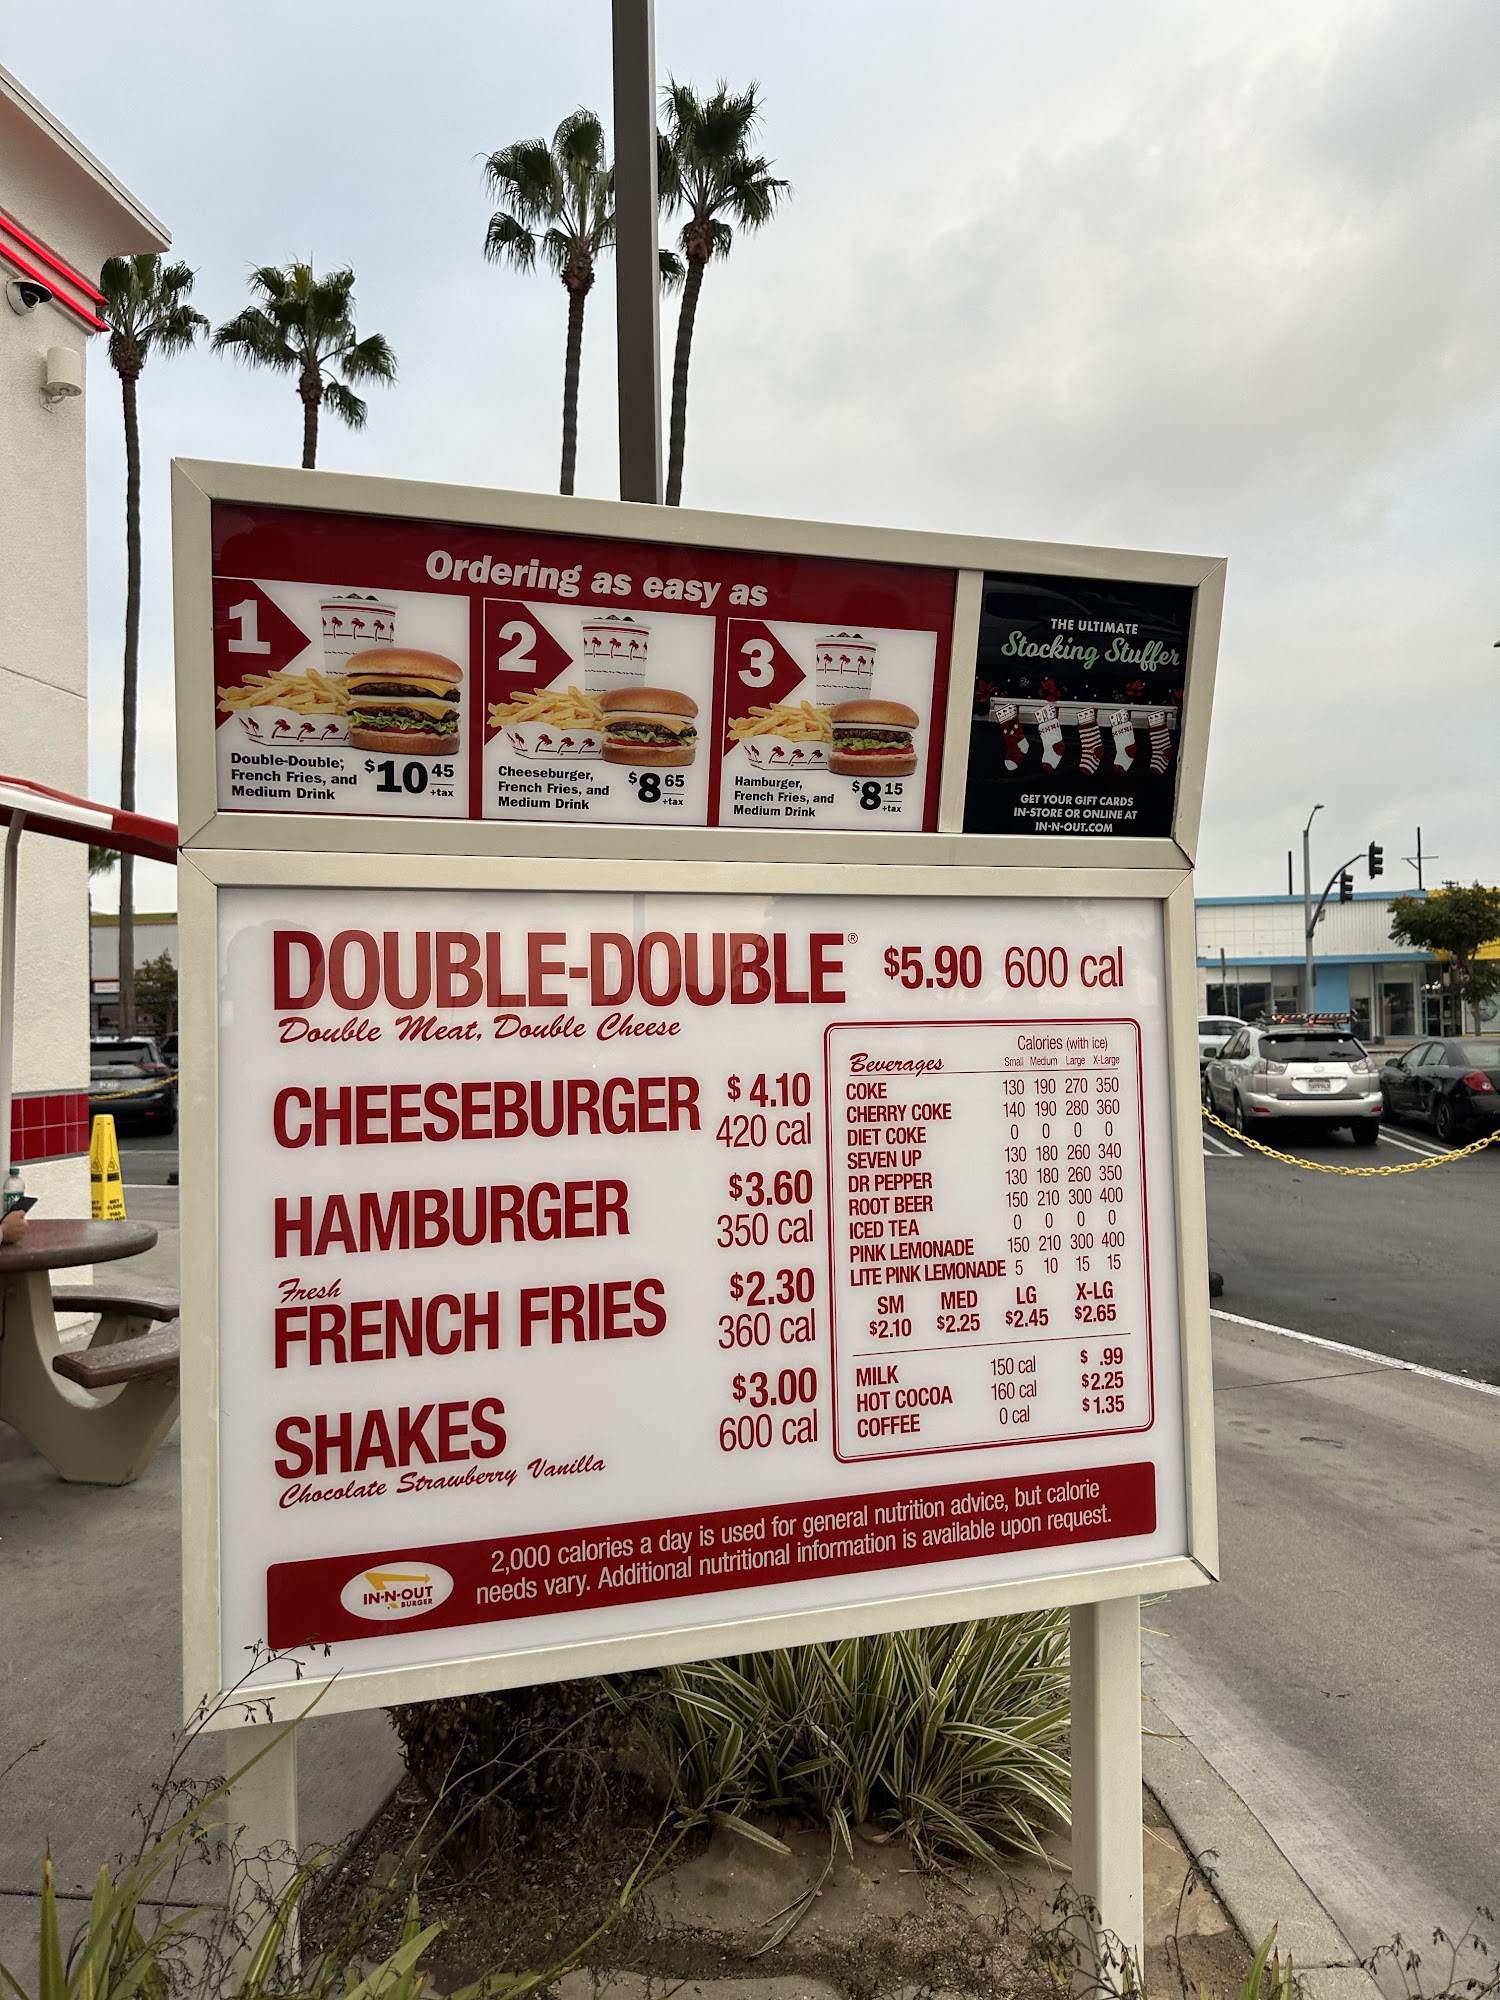 Ordering as easy as
1
Double-Double,
French Fries, and
Medium Drink
$10 45
+tax
2
Cheeseburger,
French Fries, and
Medium Drink
$8 65
+tax
3
Hamburger,
French Fries, and
Medium Drink
$8 15
+tax
THE ULTIMATE
Stocking Stuffer
GET YOUR GIFT CARDS
IN-STORE OR ONLINE AT
IN-N-OUT.COM
DOUBLE-DOUBLE® $5.90 600 cal
Double Meat, Double Cheese
CHEESEBURGER $4.10
420 cal
HAMBURGER $3.60
350 cal
Fresh
FRENCH FRIES $2.30
360 cal
SHAKES $3.00
600 cal
Chocolate Strawberry Vanilla
Calories (with ice)
Beverages Small Medium Large X-Large
COKE 130 190 270 350
CHERRY COKE 140 190 280 360
DIET COKE 0 0 0 0
SEVEN UP 130 180 260 340
DR PEPPER 130 180 260 350
ROOT BEER 150 210 300 400
ICED TEA 0 0 0 0
PINK LEMONADE 150 210 300 400
LITE PINK LEMONADE 5 10 15 15
SM MED LG X-LG
$2.10 $2.25 $2.45 $2.65
MILK 150 cal $ .99
HOT COCOA 160 cal $2.25
COFFEE 0 cal $1.35
IN-N-OUT
BURGER
2,000 calories a day is used for general nutrition advice, but calorie
needs vary. Additional nutritional information is available upon request.